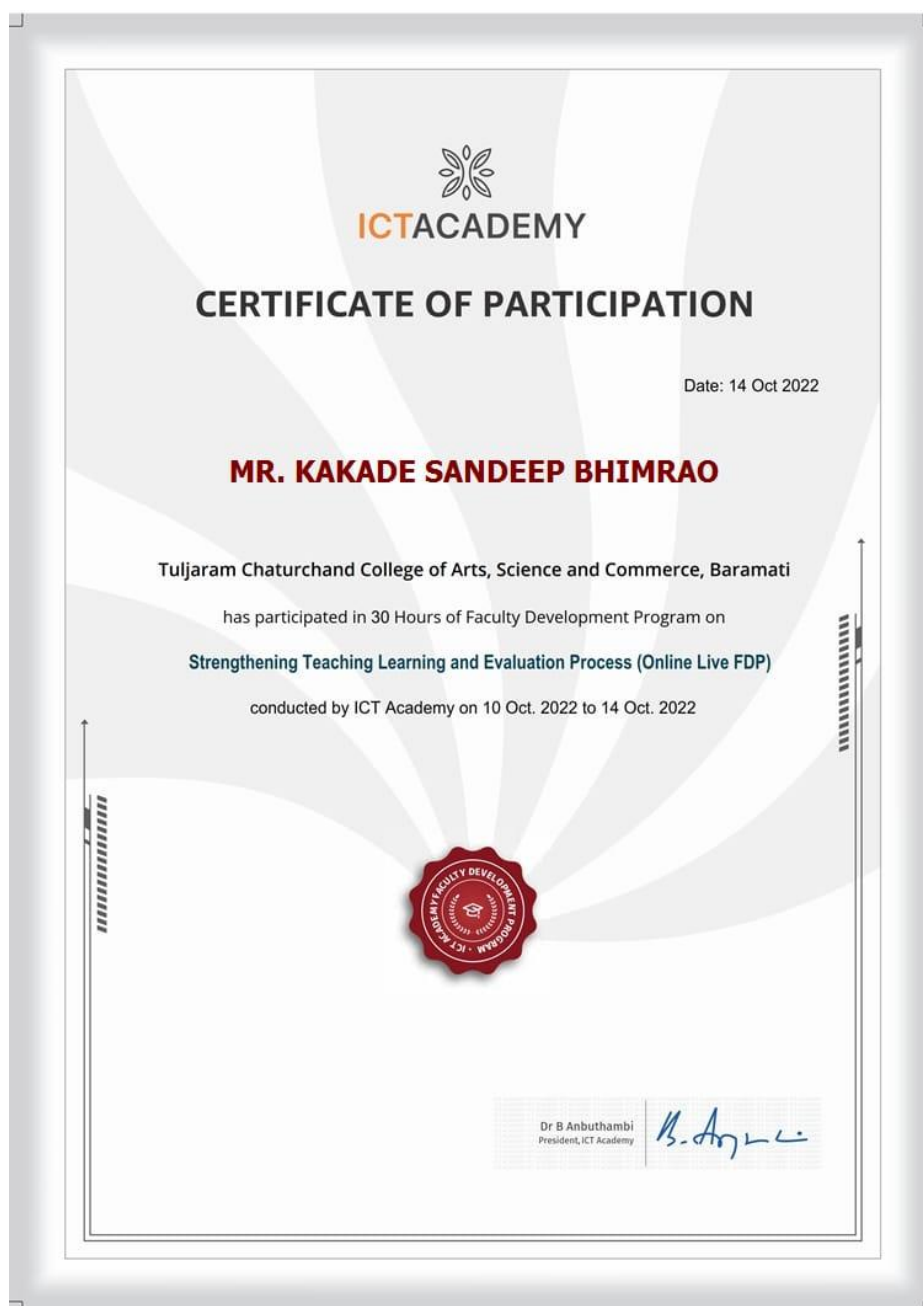 ICTACADEMY
CERTIFICATE OF PARTICIPATION
Date: 14 Oct 2022
MR. KAKADE SANDEEP BHIMRAO
Tuljaram Chaturchand College of Arts, Science and Commerce, Baramati
has participated in 30 Hours of Faculty Development Program on
Strengthening Teaching Learning and Evaluation Process (Online Live FDP)
conducted by ICT Academy on 10 Oct. 2022 to 14 Oct. 2022
ICT ACADEMY FACULTY DEVELOPMENT PROGRAM
Dr B Anbuthambi
President, ICT Academy